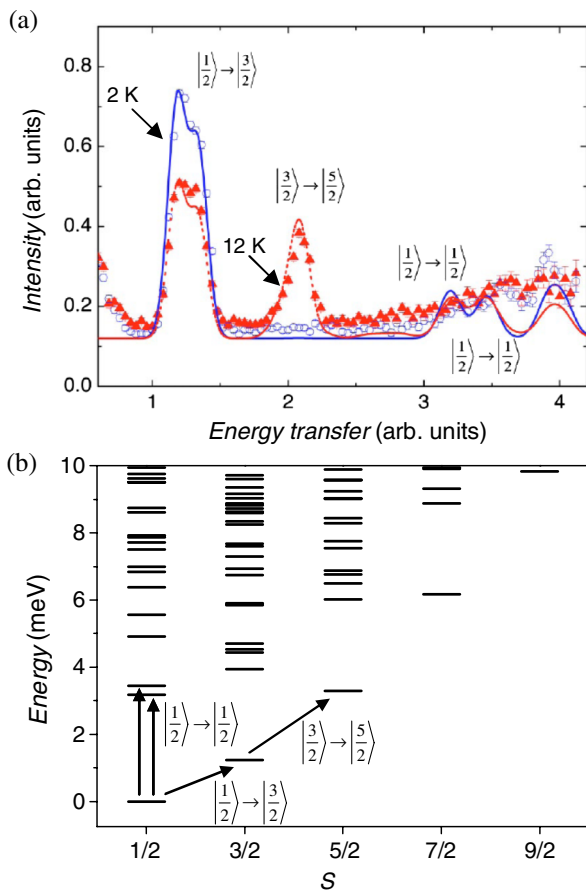 (a)
|1/2⟩→|3/2⟩
2 K
|3/2⟩→|5/2⟩
12 K
|1/2⟩→|1/2⟩
|1/2⟩→|1/2⟩
0.8
0.6
0.4
0.2
0.0
Intensity (arb. units)
1 2 3 4
Energy transfer (arb. units)
(b)
10
8
6
4
2
0
Energy (meV)
|1/2⟩→|1/2⟩
|3/2⟩→|5/2⟩
|1/2⟩→|3/2⟩
1/2 3/2 5/2 7/2 9/2
S